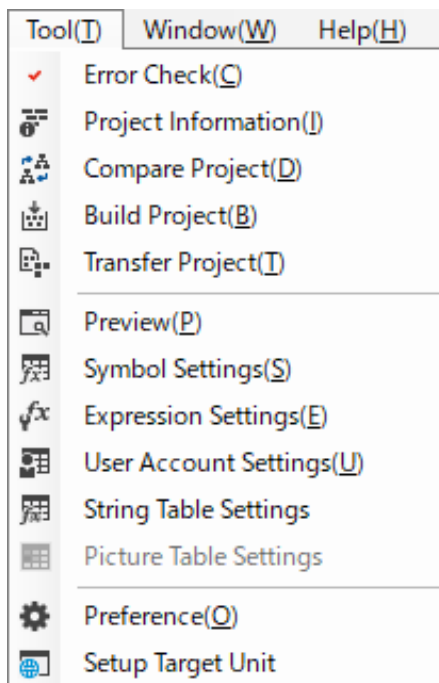 Tool(T) Window(W) Help(H)
Error Check(C)
Project Information(I)
Compare Project(D)
Build Project(B)
Transfer Project(T)
Preview(P)
Symbol Settings(S)
Expression Settings(E)
User Account Settings(U)
String Table Settings
Picture Table Settings
Preference(O)
Setup Target Unit